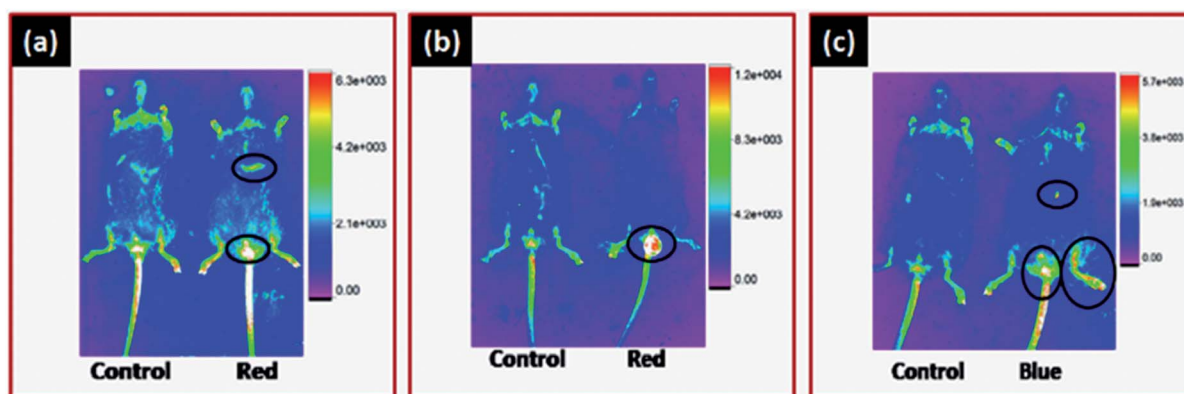 (a)
6.3e+003
4.2e+003
2.1e+003
0.00
Control Red
(b)
1.2e+004
8.3e+003
4.2e+003
0.00
Control Red
(c)
5.7e+003
3.8e+003
1.9e+003
0.00
Control Blue